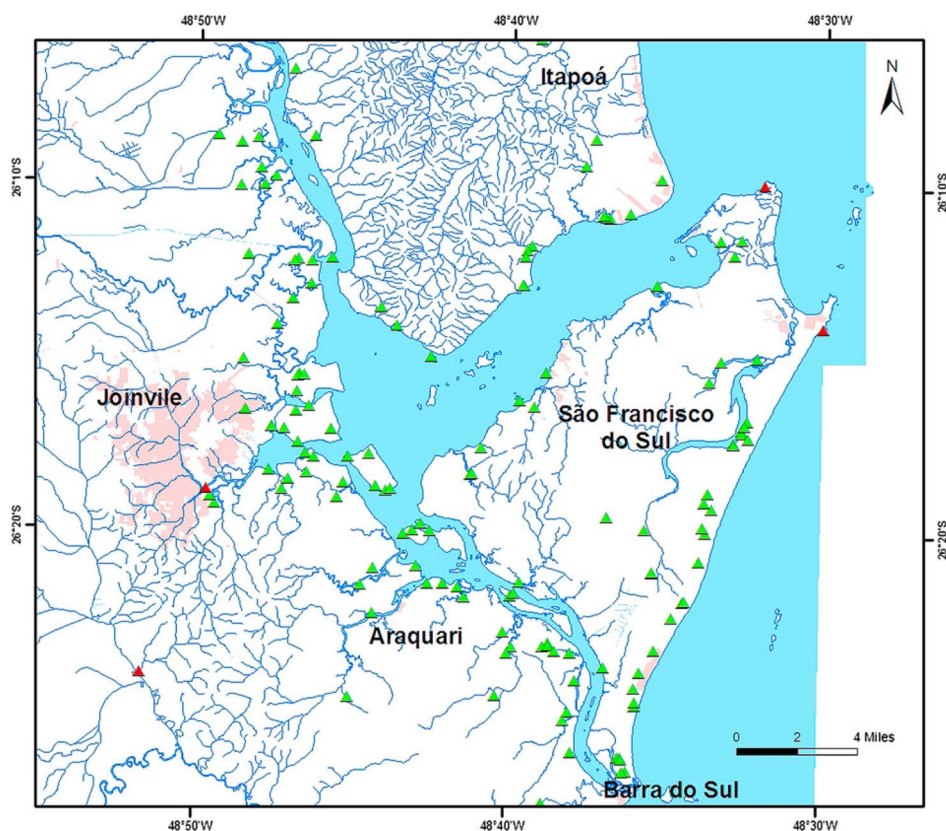 48°50'W 48°40'W 48°30'W
Itapoá
N
26°10'S 26°10'S
Joinvile
São Francisco
do Sul
26°20'S 26°20'S
Araquari
0 2 4 Miles
Barra do Sul
48°50'W 48°40'W 48°30'W